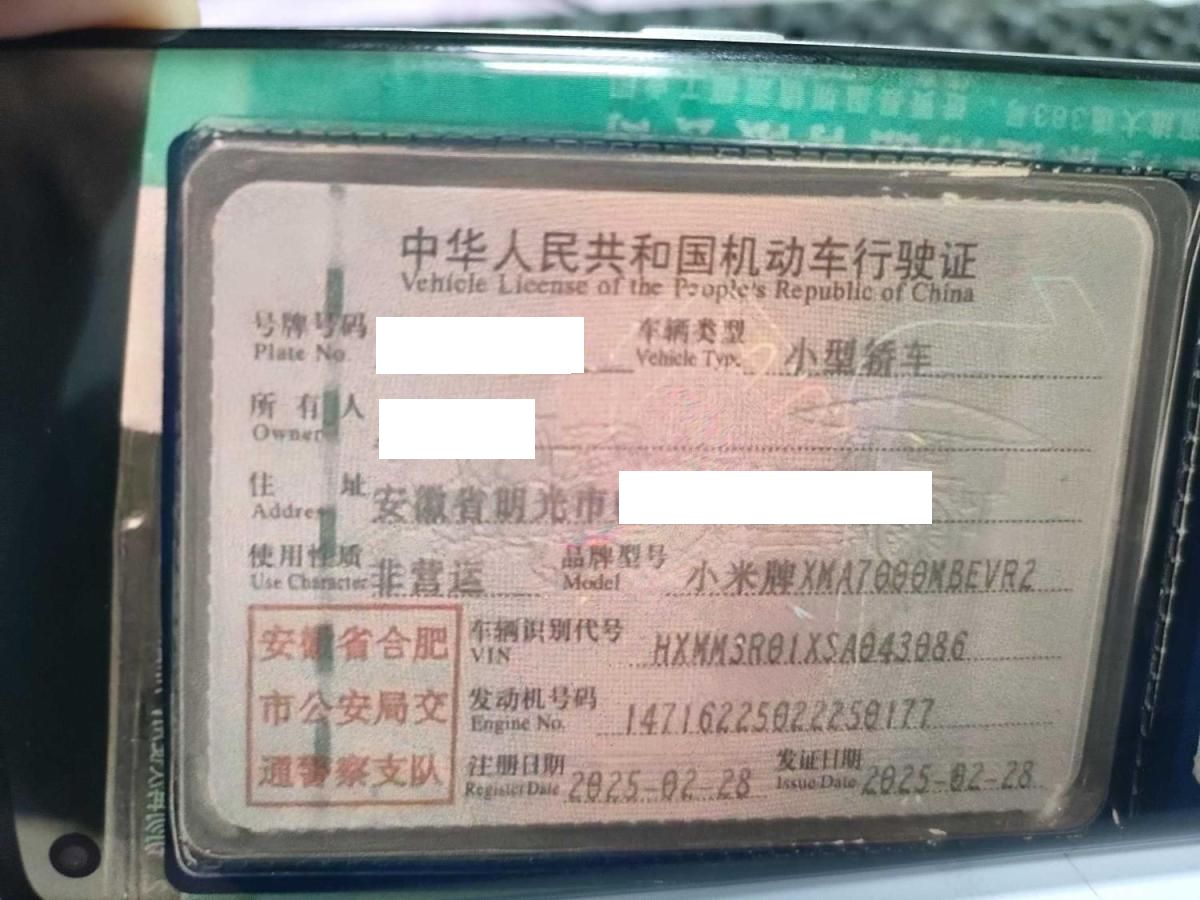 中华人民共和国机动车行驶证
Vehicle License of the People's Republic of China
号牌号码
Plate No.
车辆类型 小型轿车
Vehicle Type
所有人
Owner
住址 安徽省明光市
Address
使用性质 非营运
Use Character
品牌型号 小米牌XMA7000MBEVR2
Model
安徽省合肥
市公安局交
通警察支队
车辆识别代号 HXMM3R01XSA043086
VIN
发动机号码 14716225022250177
Engine No.
注册日期 2025-02-28
Register Date
发证日期 2025-02-28
Issue Date